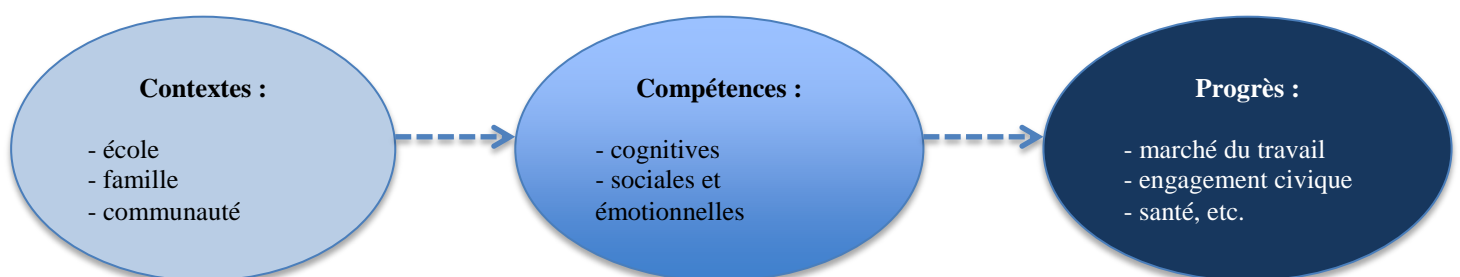 Contextes :
- école
- famille
- communauté
Compétences :
- cognitives
- sociales et
émotionnelles
Progrès :
- marché du travail
- engagement civique
- santé, etc.